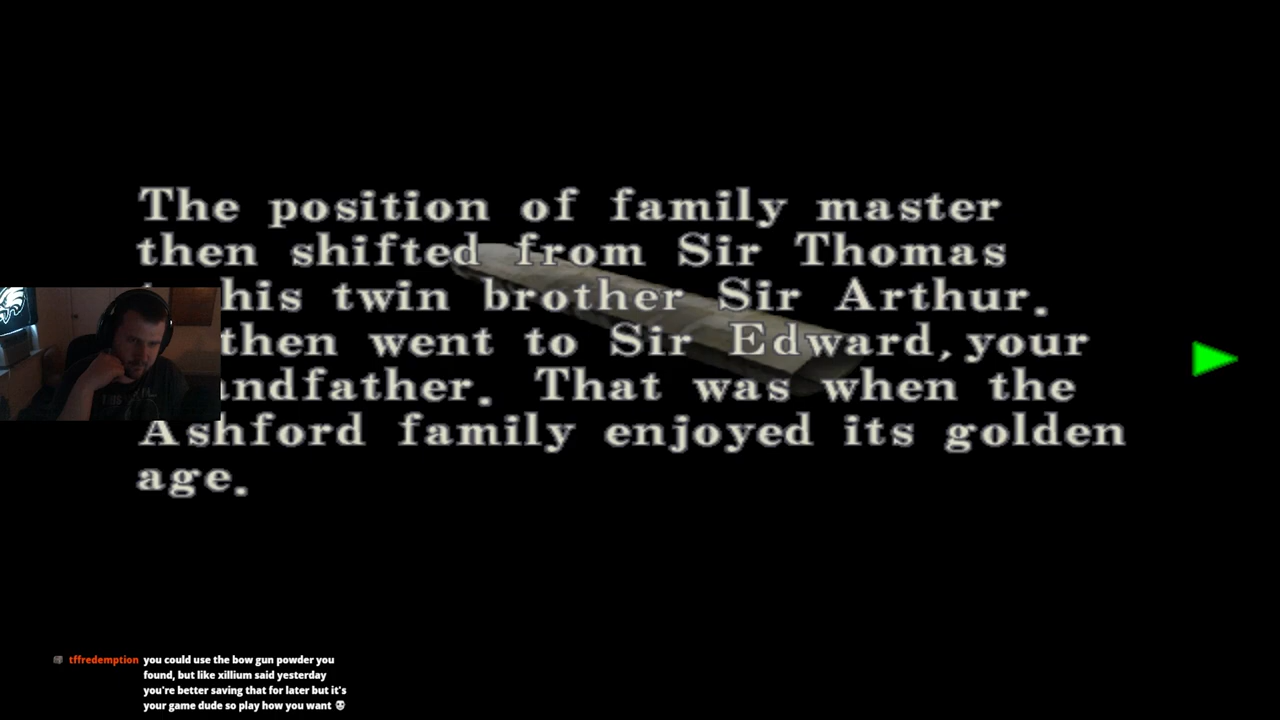 The position of family master
then shifted from Sir Thomas
his twin brother Sir Arthur.
then went to Sir Edward, your
andfather. That was when the
Ashford family enjoyed its golden
age.
tffredemption you could use the bow gun powder you
found, but like xillium said yesterday
you're better saving that for later but it's
your game dude so play how you want